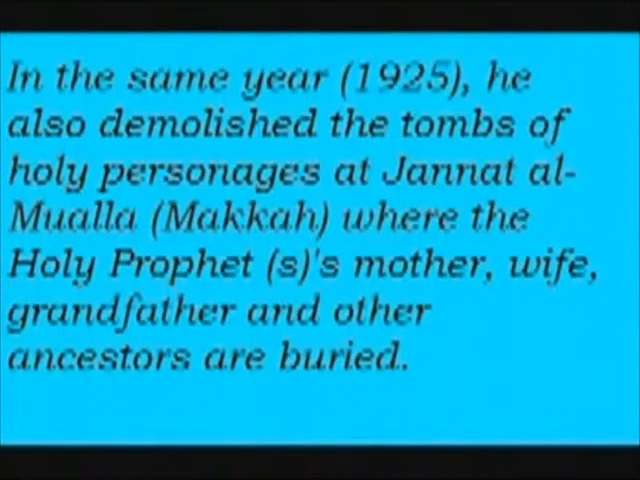 In the same year (1925), he
also demolished the tombs of
holy personages at Jannat al-
Mualla (Makkah) where the
Holy Prophet (s)'s mother, wife,
grandfather and other
ancestors are buried.